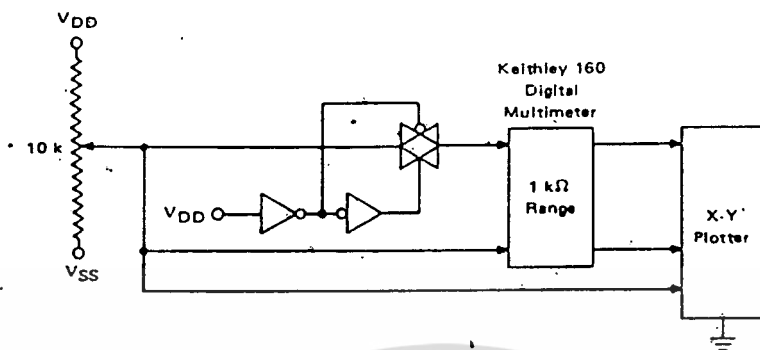 VDD
10 k
VSS
VDD
Keithley 160
Digital
Multimeter
1 kΩ
Range
X-Y
Plotter